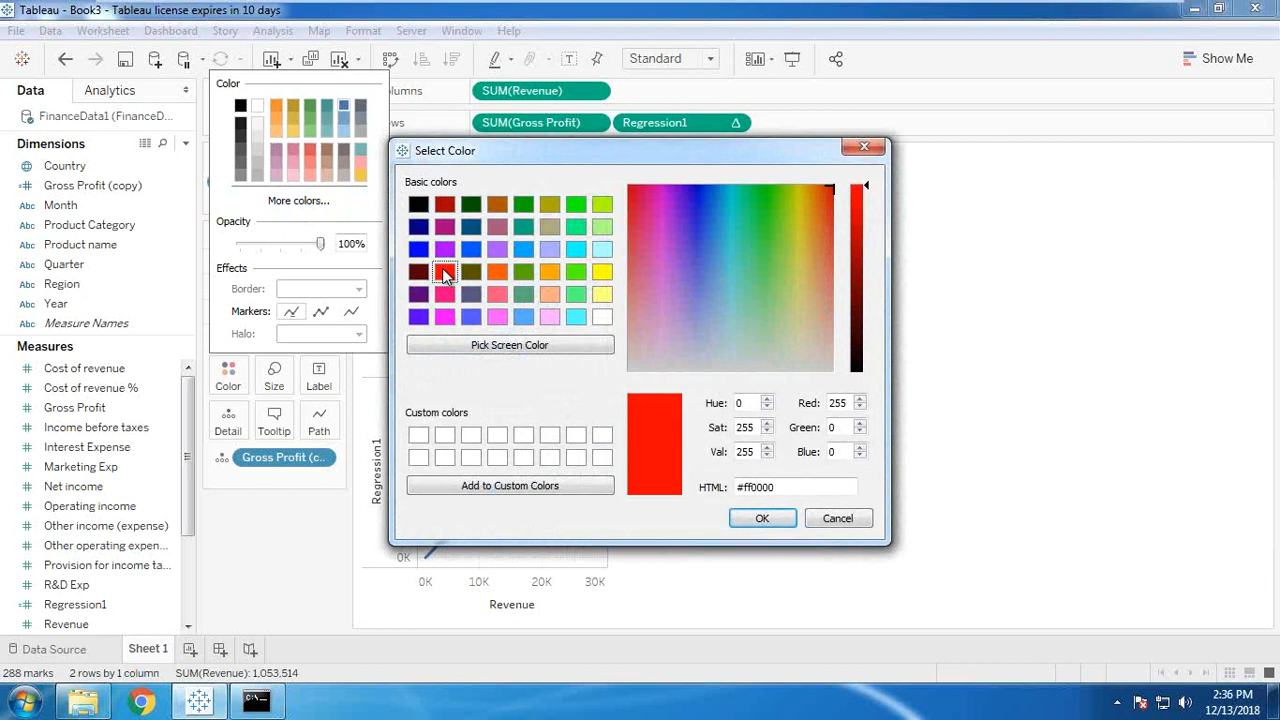 Tableau - Book3 - Tableau license expires in 10 days
File Data Worksheet Dashboard Story Analysis Map Format Server Window Help
Standard
Show Me
Data
Analytics
FinanceData1 (FinanceD...
Dimensions
Country
Gross Profit (copy)
Month
Product Category
Product name
Quarter
Region
Year
Measure Names
Measures
Cost of revenue
Cost of revenue %
Gross Profit
Income before taxes
Interest Expense
Marketing Exp
Net income
Operating income
Other income (expense)
Other operating expen...
Provision for income ta...
R&D Exp
Regression1
Revenue
Color
More colors...
Opacity
100%
Effects
Border:
Markers:
Halo:
Color
Size
Label
Detail
Tooltip
Path
Gross Profit (c..
SUM(Revenue)
SUM(Gross Profit)
Regression1
Select Color
Basic colors
Pick Screen Color
Custom colors
Add to Custom Colors
Hue: 0
Red: 255
Sat: 255
Green: 0
Val: 255
Blue: 0
HTML: #ff0000
OK
Cancel
Regression1
0K
0K 10K 20K 30K
Revenue
Data Source
Sheet 1
288 marks 2 rows by 1 column SUM(Revenue): 1,053,514
2:36 PM
12/13/2018